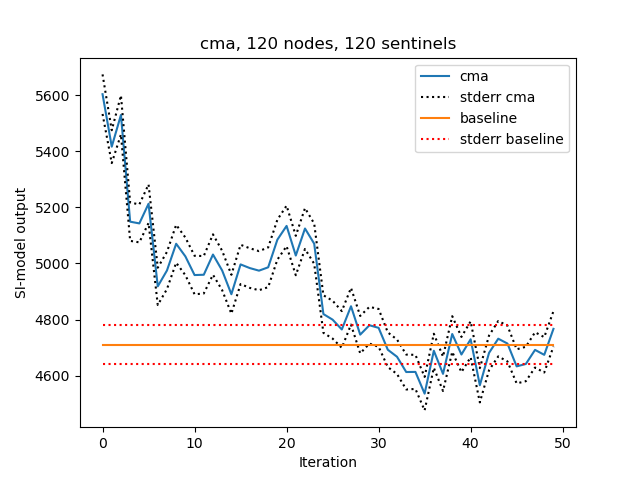 cma, 120 nodes, 120 sentinels
cma
stderr cma
baseline
stderr baseline
5600
5400
5200
5000
4800
4600
SI-model output
0 10 20 30 40 50
Iteration